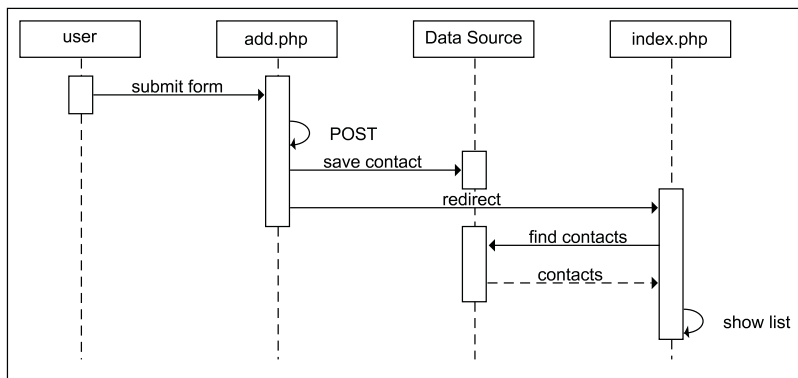 user
add.php
Data Source
index.php
submit form
POST
save contact
redirect
find contacts
contacts
show list